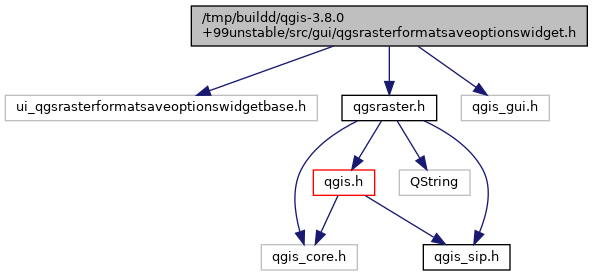 /tmp/buildd/qgis-3.8.0
+99unstable/src/gui/qgsrasterformatsaveoptionswidget.h
ui_qgsrasterformatsaveoptionswidgetbase.h
qgsraster.h
qgis_gui.h
qgis.h
QString
qgis_core.h
qgis_sip.h